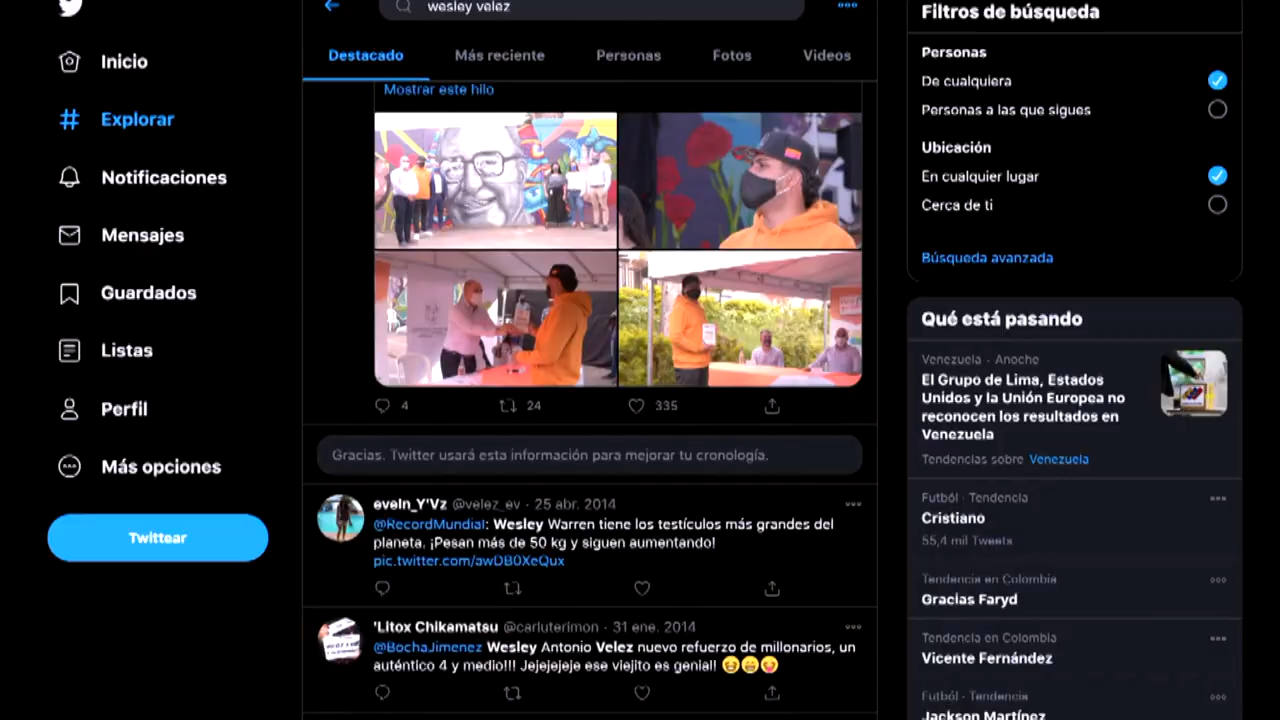 Inicio
Explorar
Notificaciones
Mensajes
Guardados
Listas
Perfil
Más opciones
Twittear
wesley velez
Destacado
Más reciente
Personas
Fotos
Videos
Mostrar este hilo
4
24
335
Gracias. Twitter usará esta información para mejorar tu cronología.
eveln_Y'Vz @velez_ev · 25 abr. 2014
@RecordMundial: Wesley Warren tiene los testículos más grandes del
planeta. ¡Pesan más de 50 kg y siguen aumentando!
pic.twitter.com/awDB0XeQux
'Litox Chikamatsu @carluterimon · 31 ene. 2014
@BochaJimenez Wesley Antonio Velez nuevo refuerzo de millonarios, un
auténtico 4 y medio!!! Jejejejeje ese viejito es genial!
Filtros de búsqueda
Personas
De cualquiera
Personas a las que sigues
Ubicación
En cualquier lugar
Cerca de ti
Búsqueda avanzada
Qué está pasando
Venezuela · Anoche
El Grupo de Lima, Estados
Unidos y la Unión Europea no
reconocen los resultados en
Venezuela
Tendencias sobre Venezuela
Futból · Tendencia
Cristiano
55,4 mil Tweets
Tendencia en Colombia
Gracias Faryd
Tendencia en Colombia
Vicente Fernández
Futból · Tendencia
Jackson Martínez